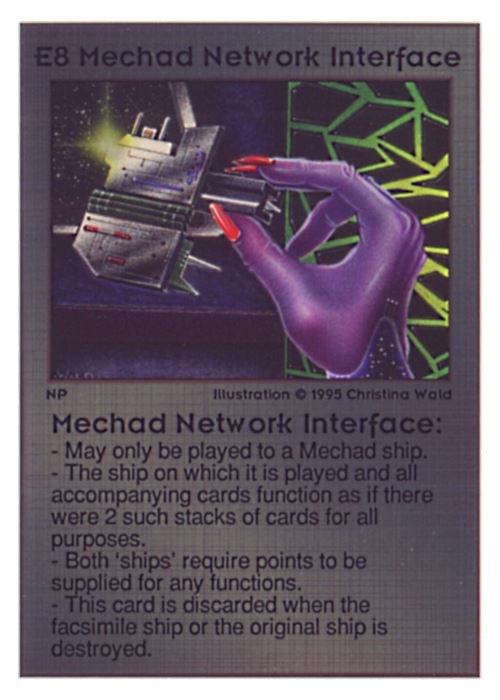 E8 Mechad Network Interface
NP
Illustration © 1995 Christina Wald
Mechad Network Interface:
- May only be played to a Mechad ship.
- The ship on which it is played and all
accompanying cards function as if there
were 2 such stacks of cards for all
purposes.
- Both ‘ships’ require points to be
supplied for any functions.
- This card is discarded when the
facsimile ship or the original ship is
destroyed.